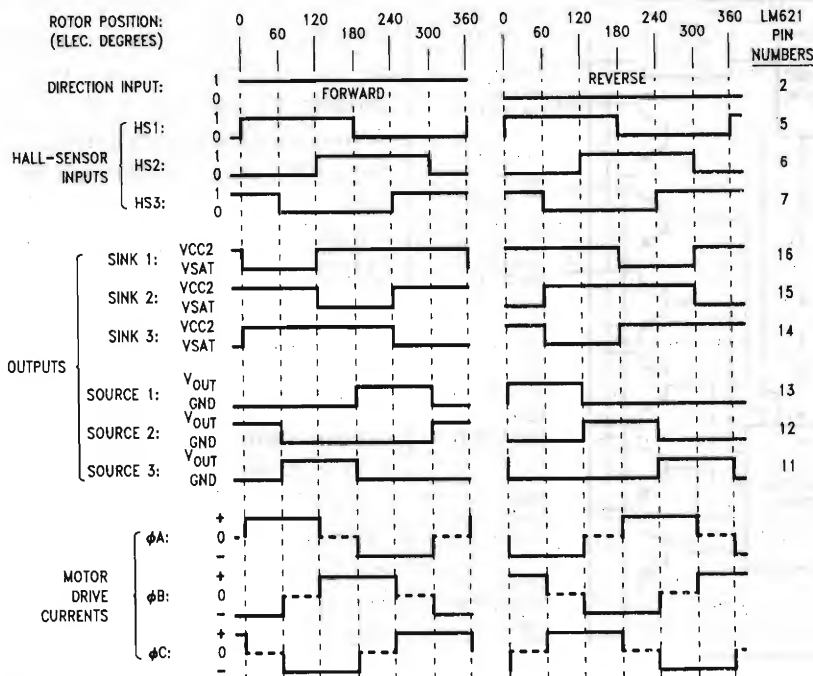 ROTOR POSITION: 0 120 240 360 0 120 240 360 LM621
(ELEC. DEGREES) 60 180 300 60 180 300 PIN
NUMBERS
DIRECTION INPUT: 1 0 FORWARD REVERSE 2
HALL-SENSOR INPUTS
HS1: 1 0 5
HS2: 1 0 6
HS3: 1 0 7
OUTPUTS
SINK 1: VCC2 VSAT 16
SINK 2: VCC2 VSAT 15
SINK 3: VCC2 VSAT 14
SOURCE 1: VOUT GND 13
SOURCE 2: VOUT GND 12
SOURCE 3: VOUT GND 11
MOTOR DRIVE CURRENTS
ϕA: + 0 −
ϕB: + 0 −
ϕC: + 0 −